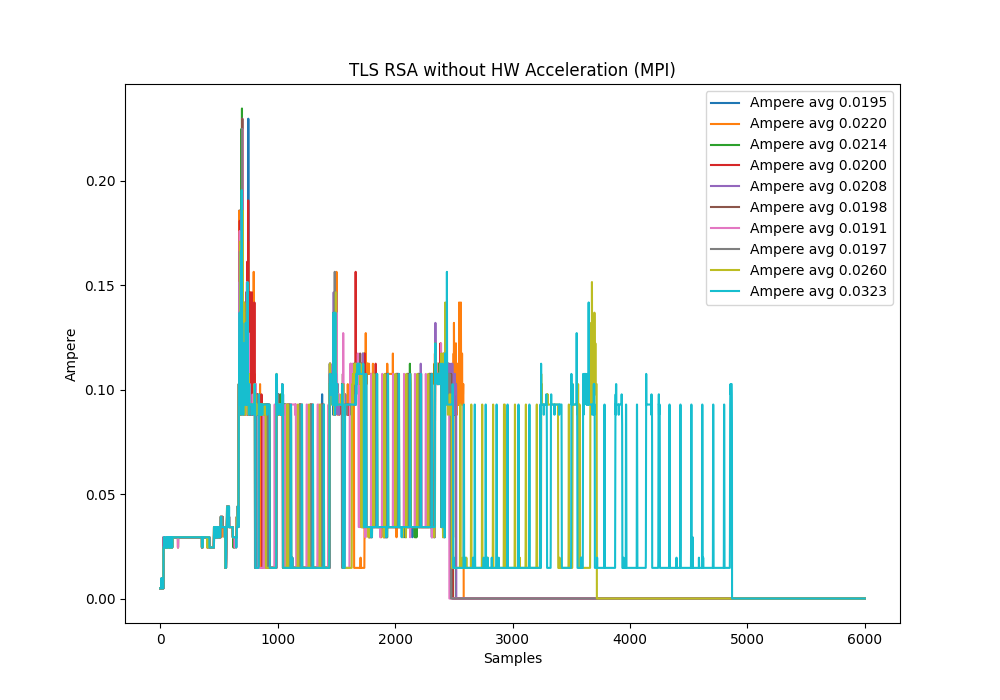 TLS RSA without HW Acceleration (MPI)
Ampere avg 0.0195
Ampere avg 0.0220
Ampere avg 0.0214
Ampere avg 0.0200
Ampere avg 0.0208
Ampere avg 0.0198
Ampere avg 0.0191
Ampere avg 0.0197
Ampere avg 0.0260
Ampere avg 0.0323
Ampere
0.20
0.15
0.10
0.05
0.00
0 1000 2000 3000 4000 5000 6000
Samples